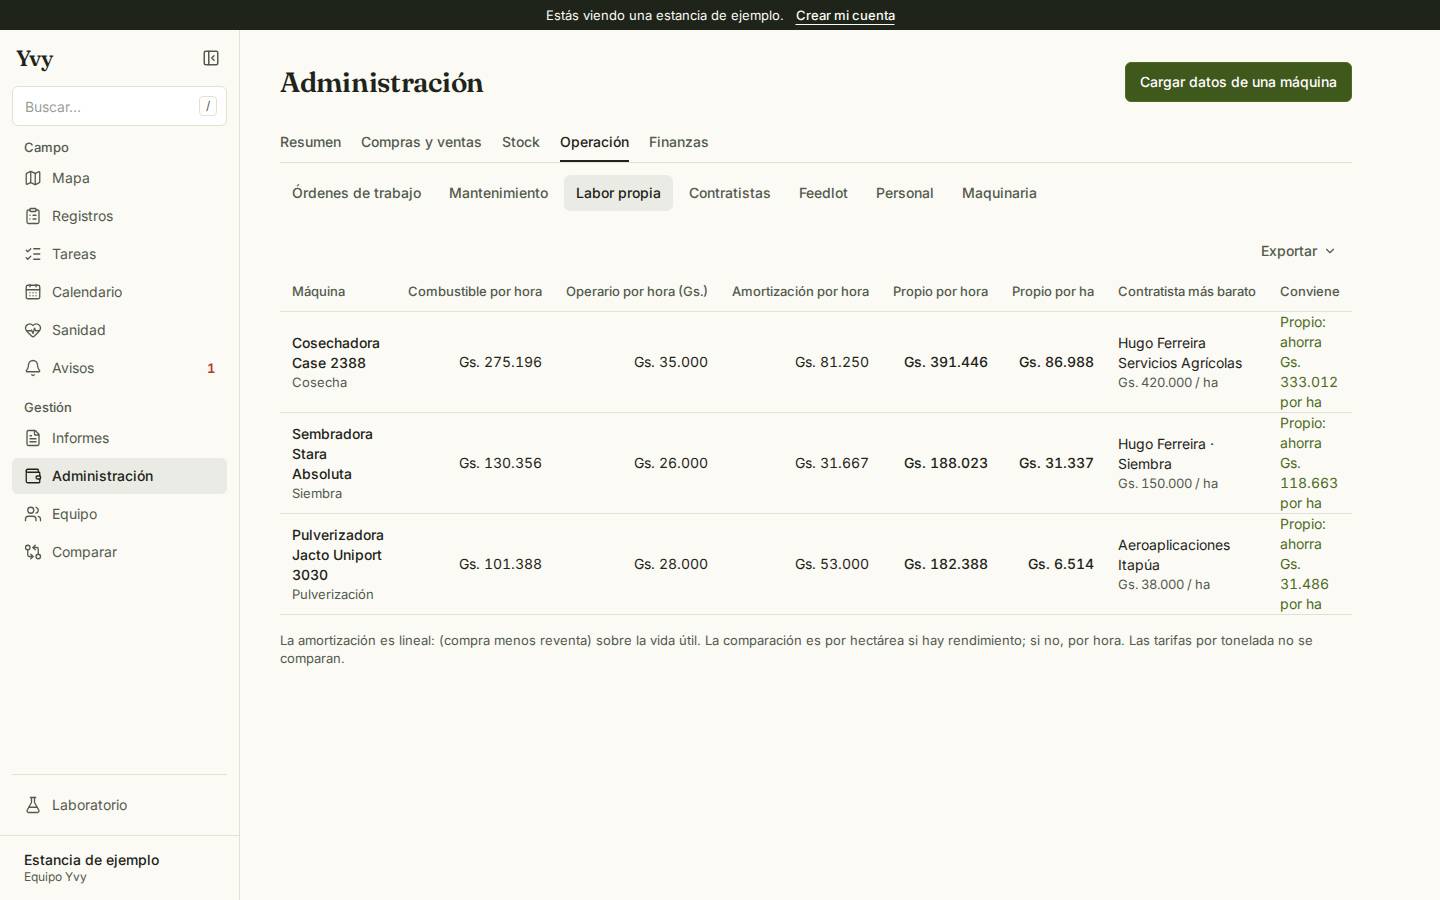 Estás viendo una estancia de ejemplo. Crear mi cuenta
Yvy
Buscar...
/
Campo
Mapa
Registros
Tareas
Calendario
Sanidad
Avisos 1
Gestión
Informes
Administración
Equipo
Comparar
Laboratorio
Estancia de ejemplo
Equipo Yvy
Administración
Cargar datos de una máquina
Resumen Compras y ventas Stock Operación Finanzas
Órdenes de trabajo Mantenimiento Labor propia Contratistas Feedlot Personal Maquinaria
Exportar
Máquina Combustible por hora Operario por hora (Gs.) Amortización por hora Propio por hora Propio por ha Contratista más barato Conviene
Cosechadora
Case 2388
Cosecha
Gs. 275.196 Gs. 35.000 Gs. 81.250 Gs. 391.446 Gs. 86.988
Hugo Ferreira
Servicios Agrícolas
Gs. 420.000 / ha
Propio:
ahorra
Gs.
333.012
por ha
Sembradora
Stara
Absoluta
Siembra
Gs. 130.356 Gs. 26.000 Gs. 31.667 Gs. 188.023 Gs. 31.337
Hugo Ferreira ·
Siembra
Gs. 150.000 / ha
Propio:
ahorra
Gs.
118.663
por ha
Pulverizadora
Jacto Uniport
3030
Pulverización
Gs. 101.388 Gs. 28.000 Gs. 53.000 Gs. 182.388 Gs. 6.514
Aeroaplicaciones
Itapúa
Gs. 38.000 / ha
Propio:
ahorra
Gs.
31.486
por ha
La amortización es lineal: (compra menos reventa) sobre la vida útil. La comparación es por hectárea si hay rendimiento; si no, por hora. Las tarifas por tonelada no se
comparan.